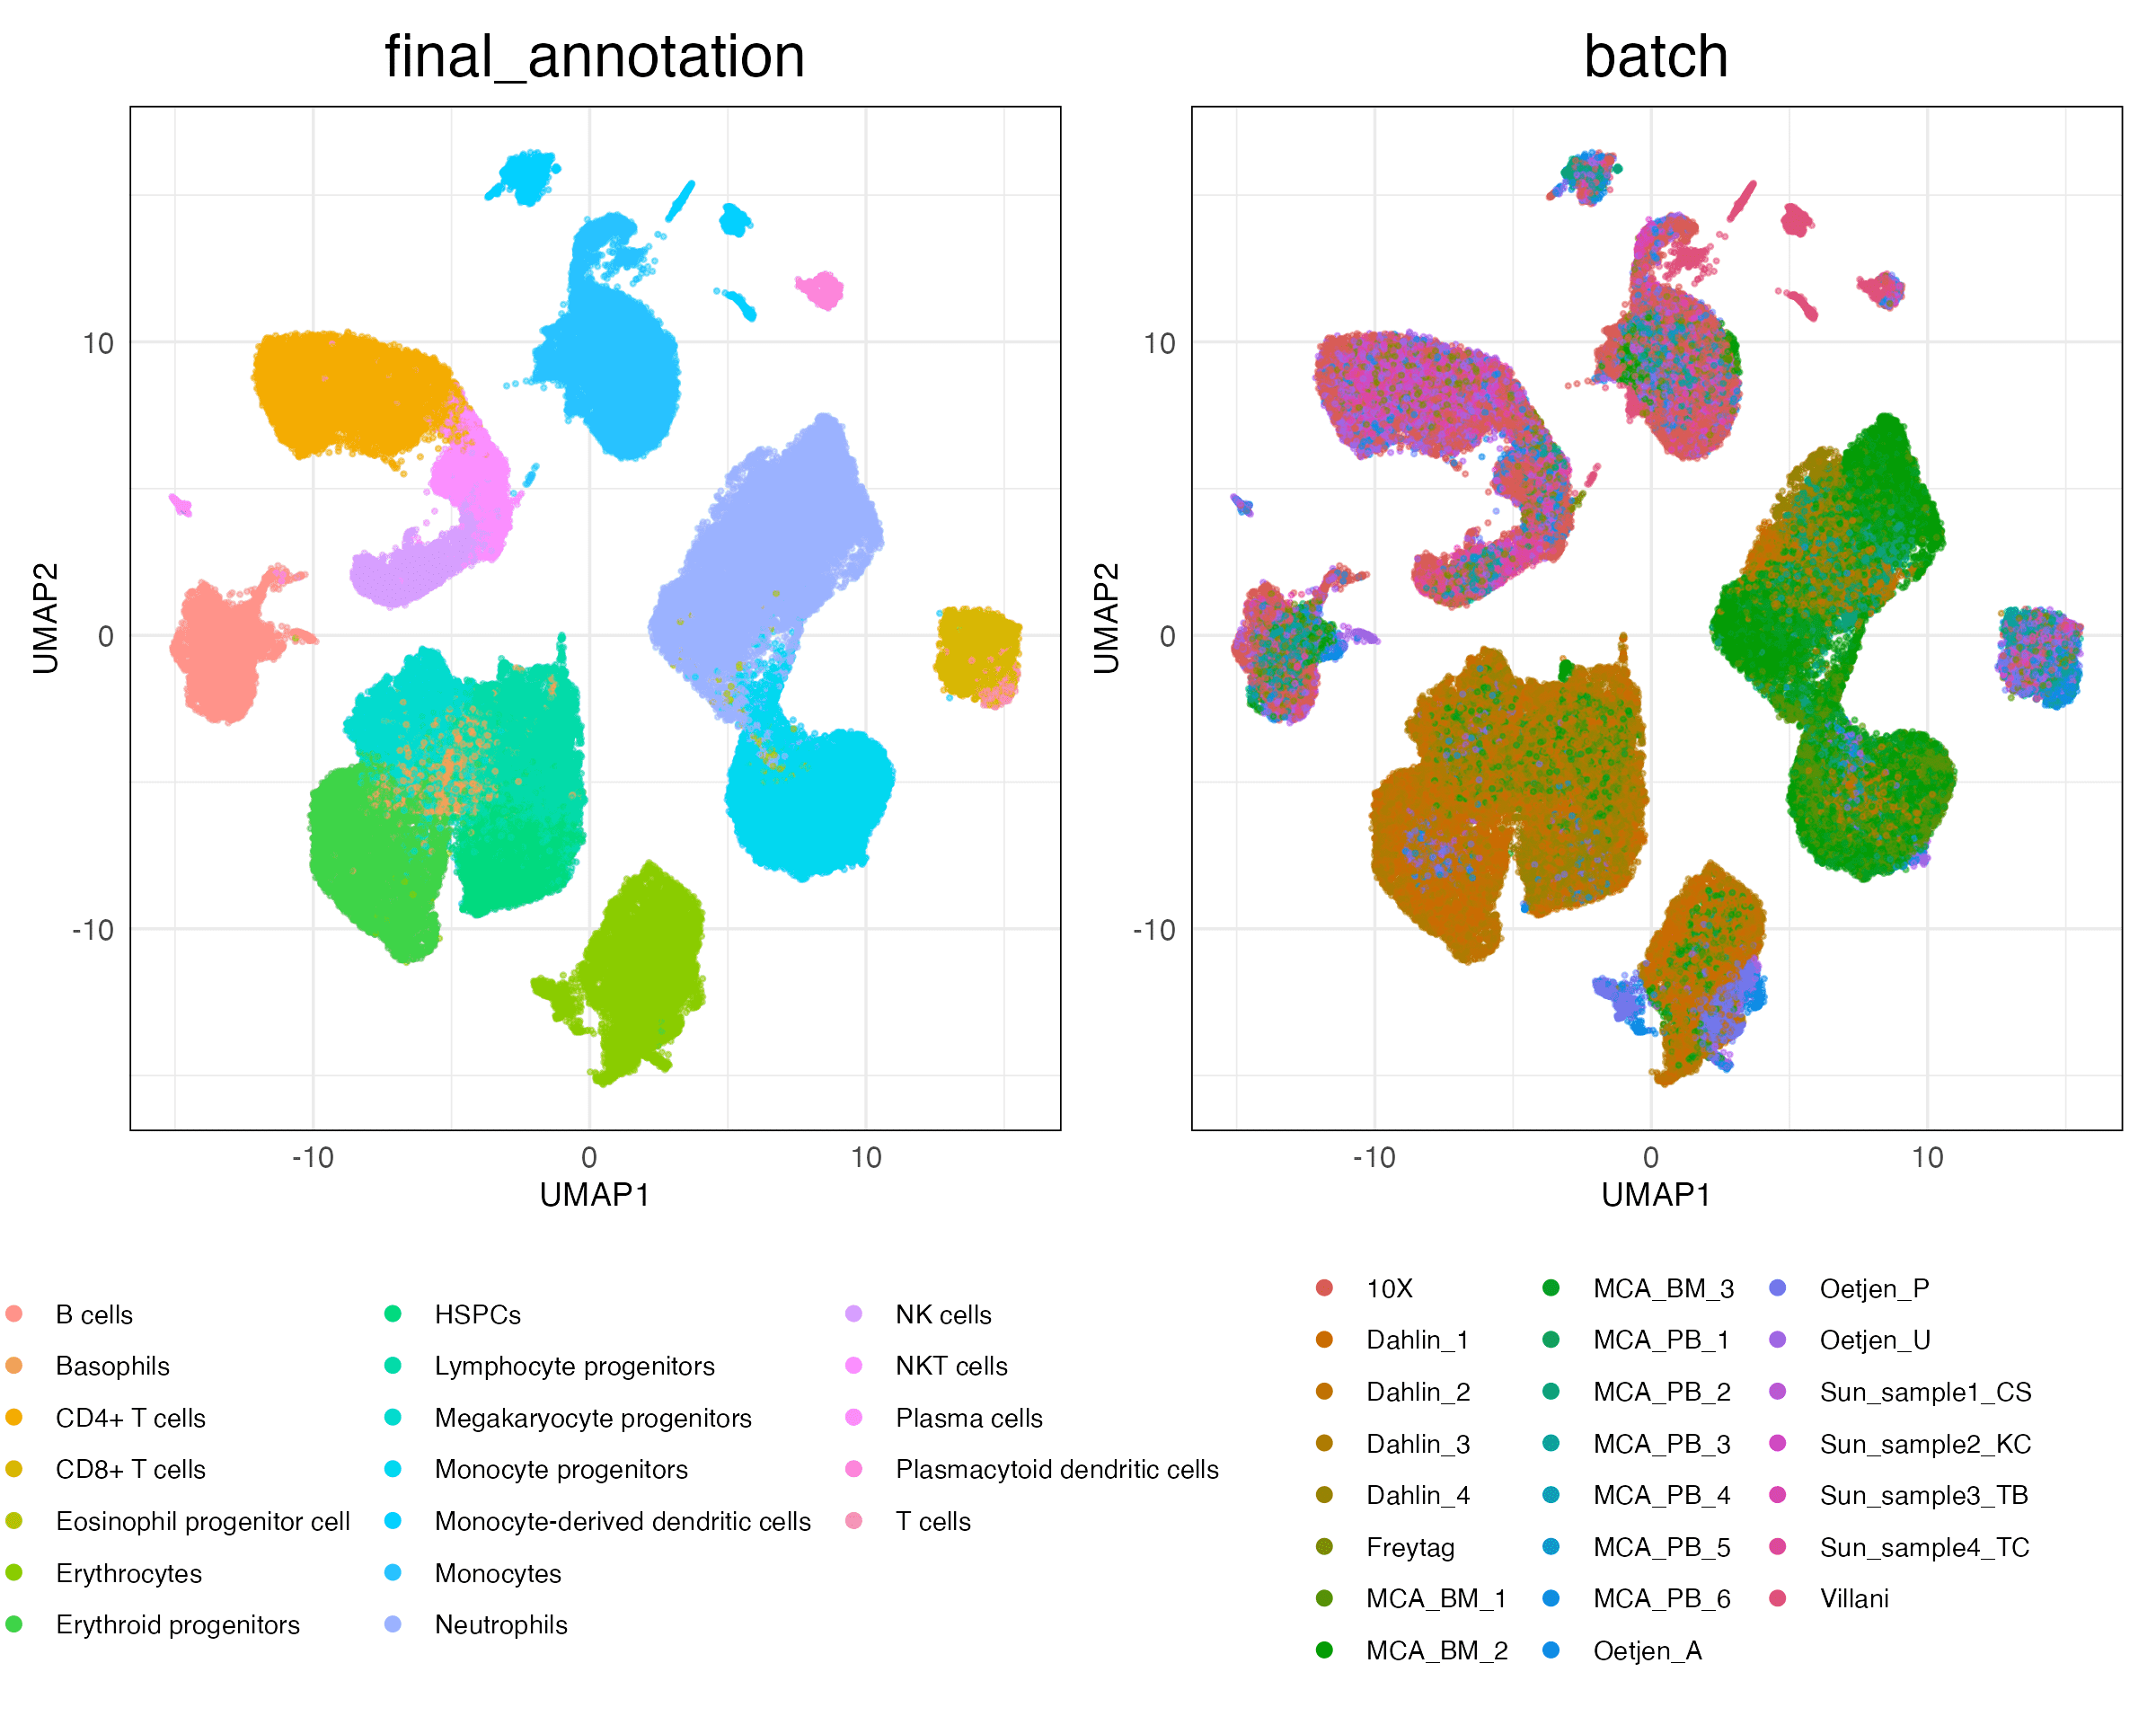 final_annotation
batch
UMAP2
10
0
-10
-10
0
10
UMAP1
UMAP2
10
0
-10
-10
0
10
UMAP1
B cells
Basophils
CD4+ T cells
CD8+ T cells
Eosinophil progenitor cell
Erythrocytes
Erythroid progenitors
HSPCs
Lymphocyte progenitors
Megakaryocyte progenitors
Monocyte progenitors
Monocyte-derived dendritic cells
Monocytes
Neutrophils
NK cells
NKT cells
Plasma cells
Plasmacytoid dendritic cells
T cells
10X
Dahlin_1
Dahlin_2
Dahlin_3
Dahlin_4
Freytag
MCA_BM_1
MCA_BM_2
MCA_BM_3
MCA_PB_1
MCA_PB_2
MCA_PB_3
MCA_PB_4
MCA_PB_5
MCA_PB_6
Oetjen_A
Oetjen_P
Oetjen_U
Sun_sample1_CS
Sun_sample2_KC
Sun_sample3_TB
Sun_sample4_TC
Villani